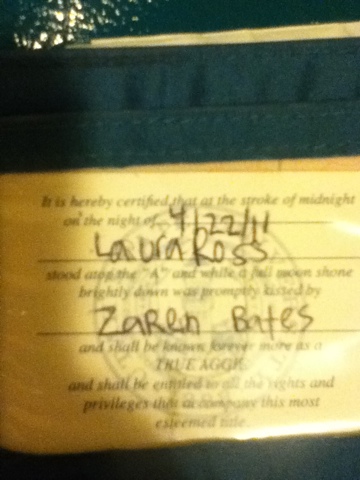 It is hereby certified that at the stroke of midnight
on the night of 4/22/11
Laura Ross
stood atop the "A" and while a full moon shone
brightly down was promptly kissed by
Zaren Bates
and shall be known forever more as a
TRUE AGGIE
and shall be entitled to all the rights and
privileges that accompany this most
esteemed title.